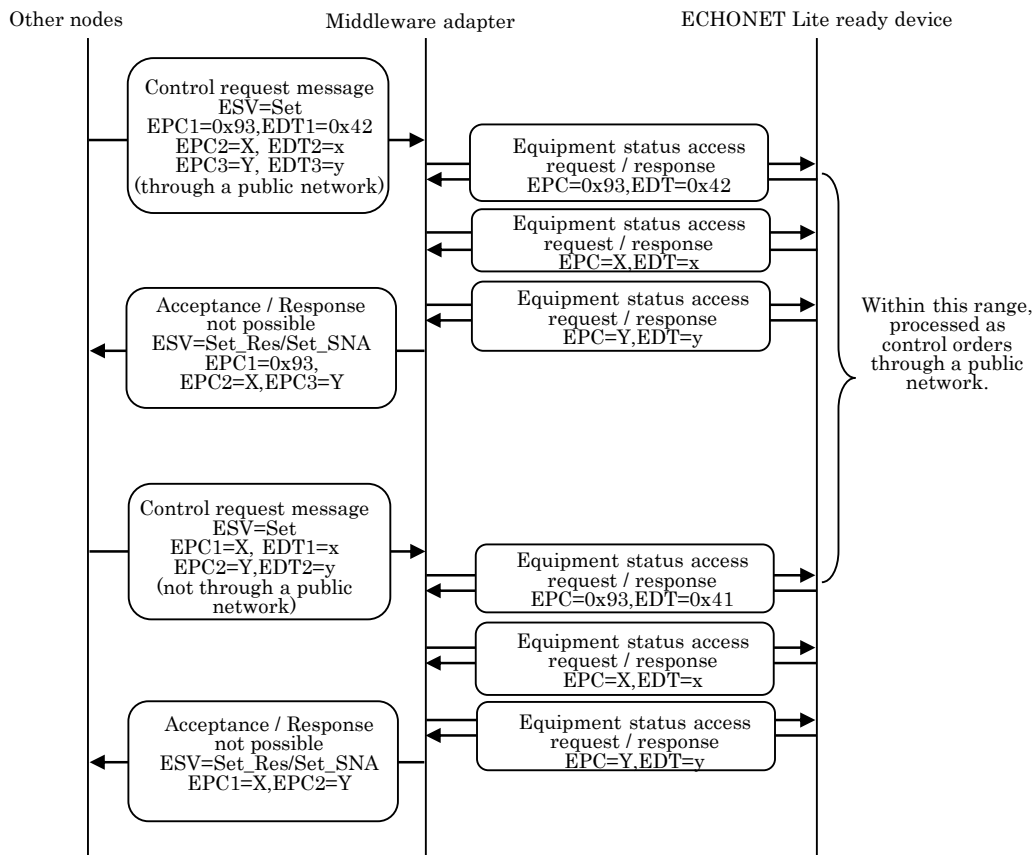 Other nodes
Middleware adapter
ECHONET Lite ready device
Control request message
ESV=Set
EPC1=0x93,EDT1=0x42
EPC2=X, EDT2=x
EPC3=Y, EDT3=y
(through a public network)
Equipment status access
request / response
EPC=0x93,EDT=0x42
Equipment status access
request / response
EPC=X,EDT=x
Equipment status access
request / response
EPC=Y,EDT=y
Acceptance / Response
not possible
ESV=Set_Res/Set_SNA
EPC1=0x93,
EPC2=X,EPC3=Y
Within this range,
processed as
control orders
through a public
network.
Control request message
ESV=Set
EPC1=X, EDT1=x
EPC2=Y,EDT2=y
(not through a public
network)
Equipment status access
request / response
EPC=0x93,EDT=0x41
Equipment status access
request / response
EPC=X,EDT=x
Equipment status access
request / response
EPC=Y,EDT=y
Acceptance / Response
not possible
ESV=Set_Res/Set_SNA
EPC1=X,EPC2=Y